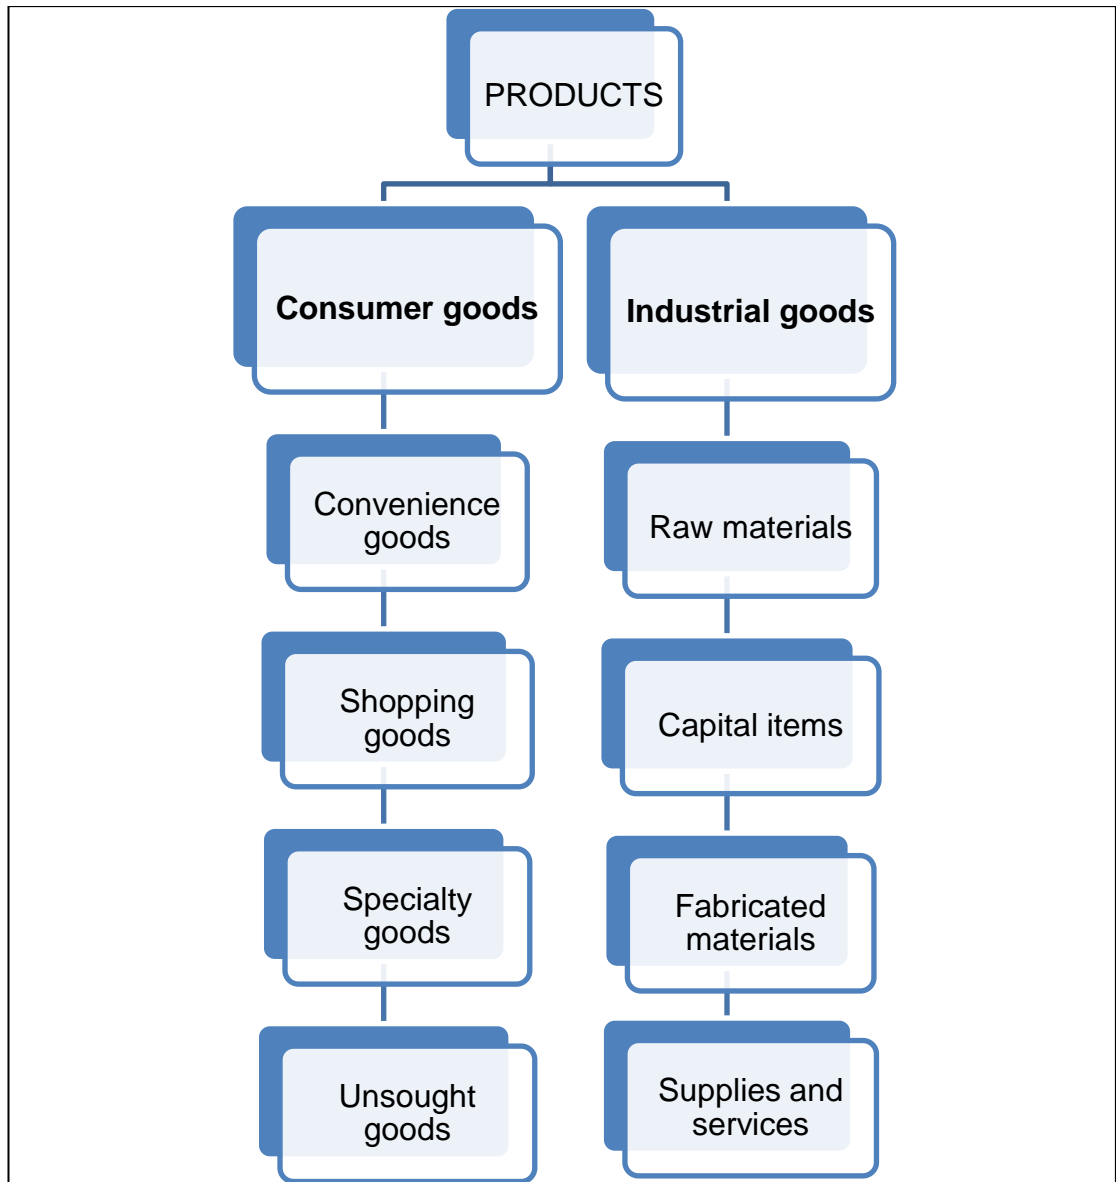 PRODUCTS
Consumer goods
Industrial goods
Convenience
goods
Raw materials
Shopping
goods
Capital items
Specialty
goods
Fabricated
materials
Unsought
goods
Supplies and
services